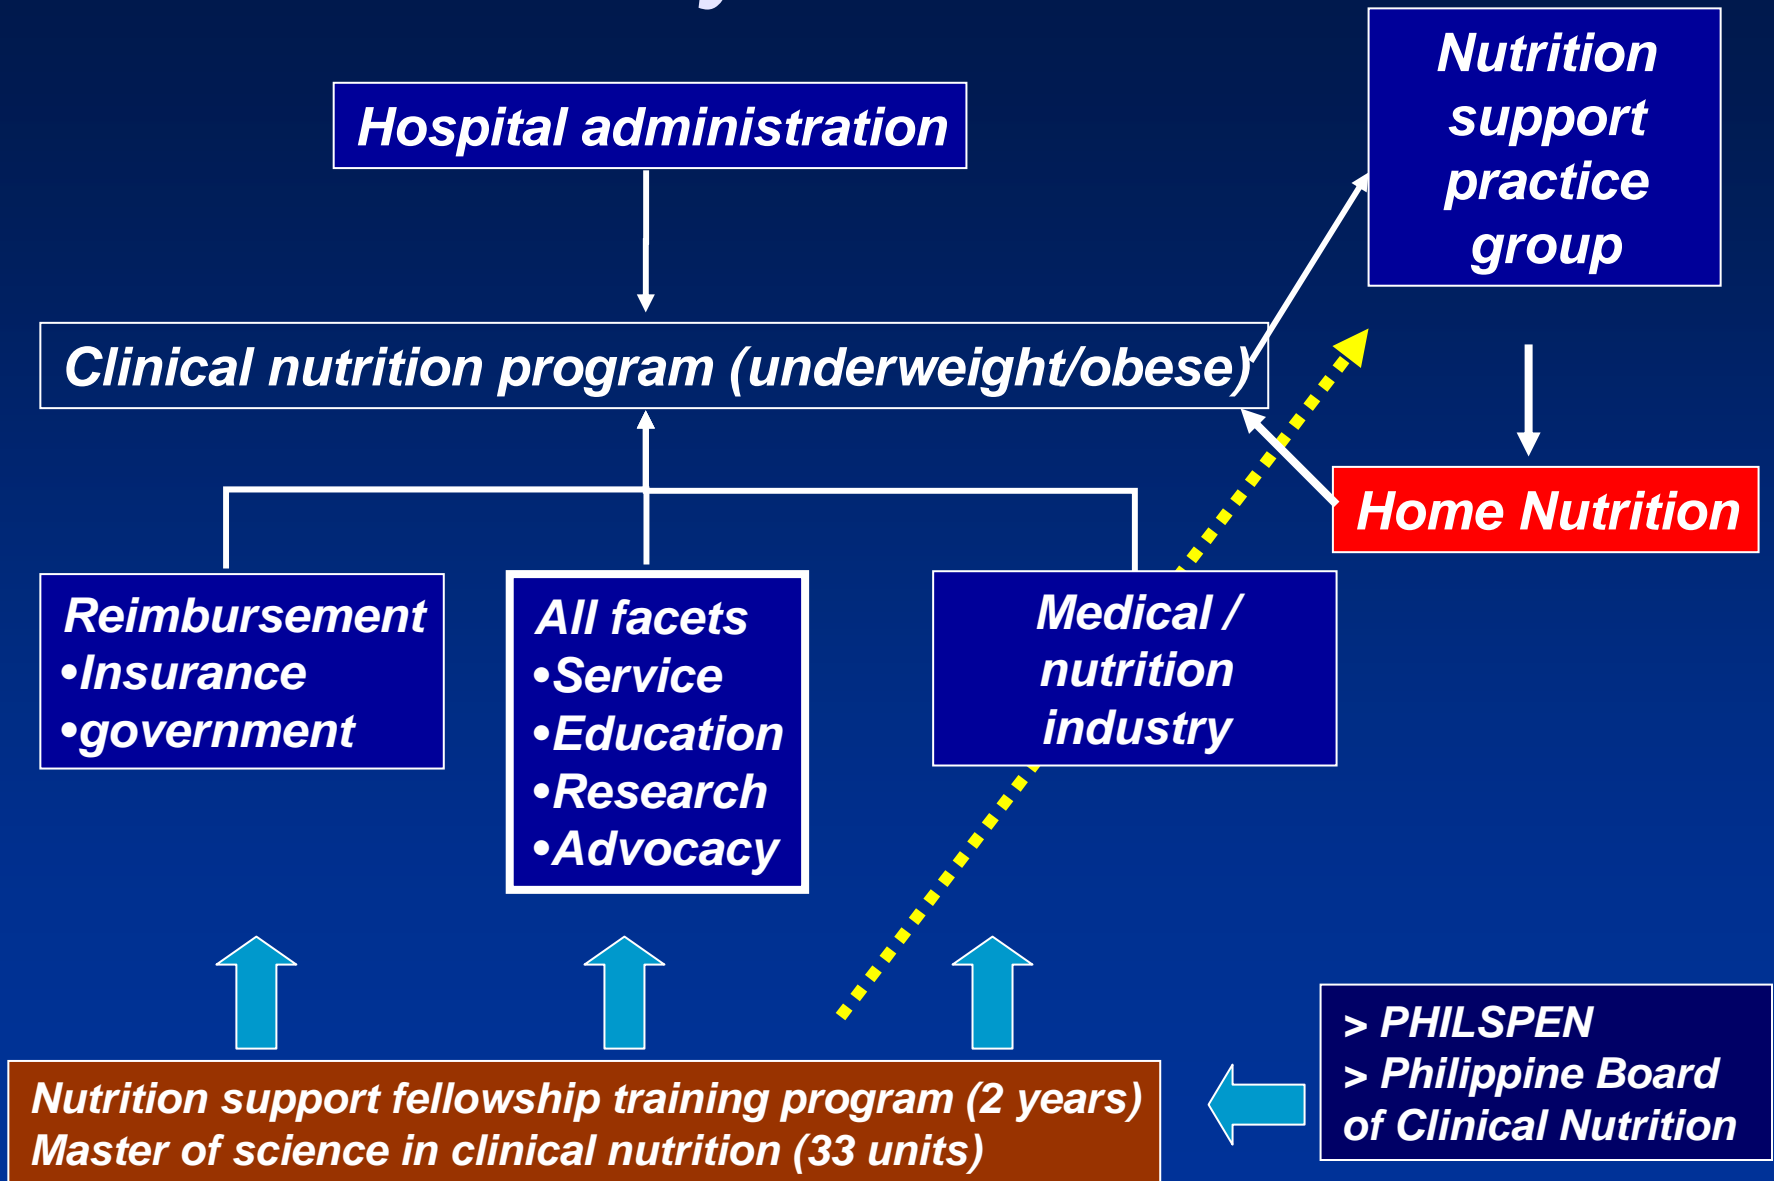 Hospital administration
Nutrition
support
practice
group
Clinical nutrition program (underweight/obese)
Home Nutrition
Reimbursement
•Insurance
•government
All facets
•Service
•Education
•Research
•Advocacy
Medical /
nutrition
industry
Nutrition support fellowship training program (2 years)
Master of science in clinical nutrition (33 units)
> PHILSPEN
> Philippine Board
of Clinical Nutrition